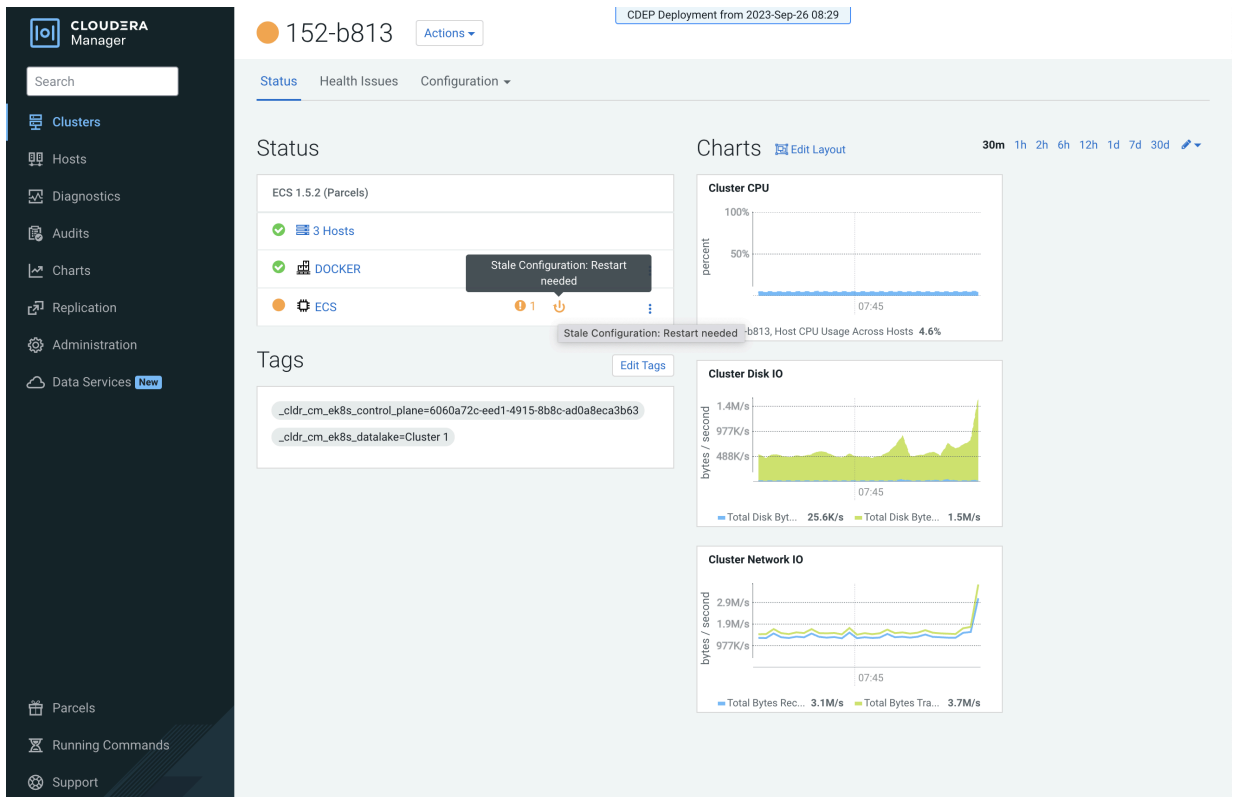 CLOUDERA
Manager
Search
Clusters
Hosts
Diagnostics
Audits
Charts
Replication
Administration
Data Services New
Parcels
Running Commands
Support
CDEP Deployment from 2023-Sep-26 08:29
152-b813
Actions
Status
Health Issues
Configuration
Status
ECS 1.5.2 (Parcels)
3 Hosts
DOCKER
Stale Configuration: Restart
needed
ECS
1
Stale Configuration: Restart needed
Tags
Edit Tags
_cldr_cm_ek8s_control_plane=6060a72c-eed1-4915-8b8c-ad0a8eca3b63
_cldr_cm_ek8s_datalake=Cluster 1
Charts
Edit Layout
30m 1h 2h 6h 12h 1d 7d 30d
Cluster CPU
percent
100%
50%
07:45
-b813, Host CPU Usage Across Hosts 4.6%
Cluster Disk IO
bytes / second
1.4M/s
977K/s
488K/s
07:45
Total Disk Byt... 25.6K/s Total Disk Byte... 1.5M/s
Cluster Network IO
bytes / second
2.9M/s
1.9M/s
977K/s
07:45
Total Bytes Rec... 3.1M/s Total Bytes Tra... 3.7M/s